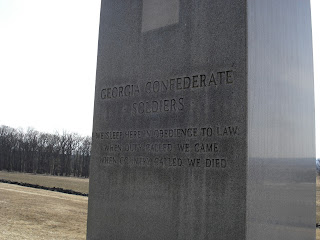 GEORGIA CONFEDERATE
SOLDIERS
WE SLEEP HERE IN OBEDIENCE TO LAW
WHEN DUTY CALLED, WE CAME
WHEN COUNTRY CALLED, WE DIED